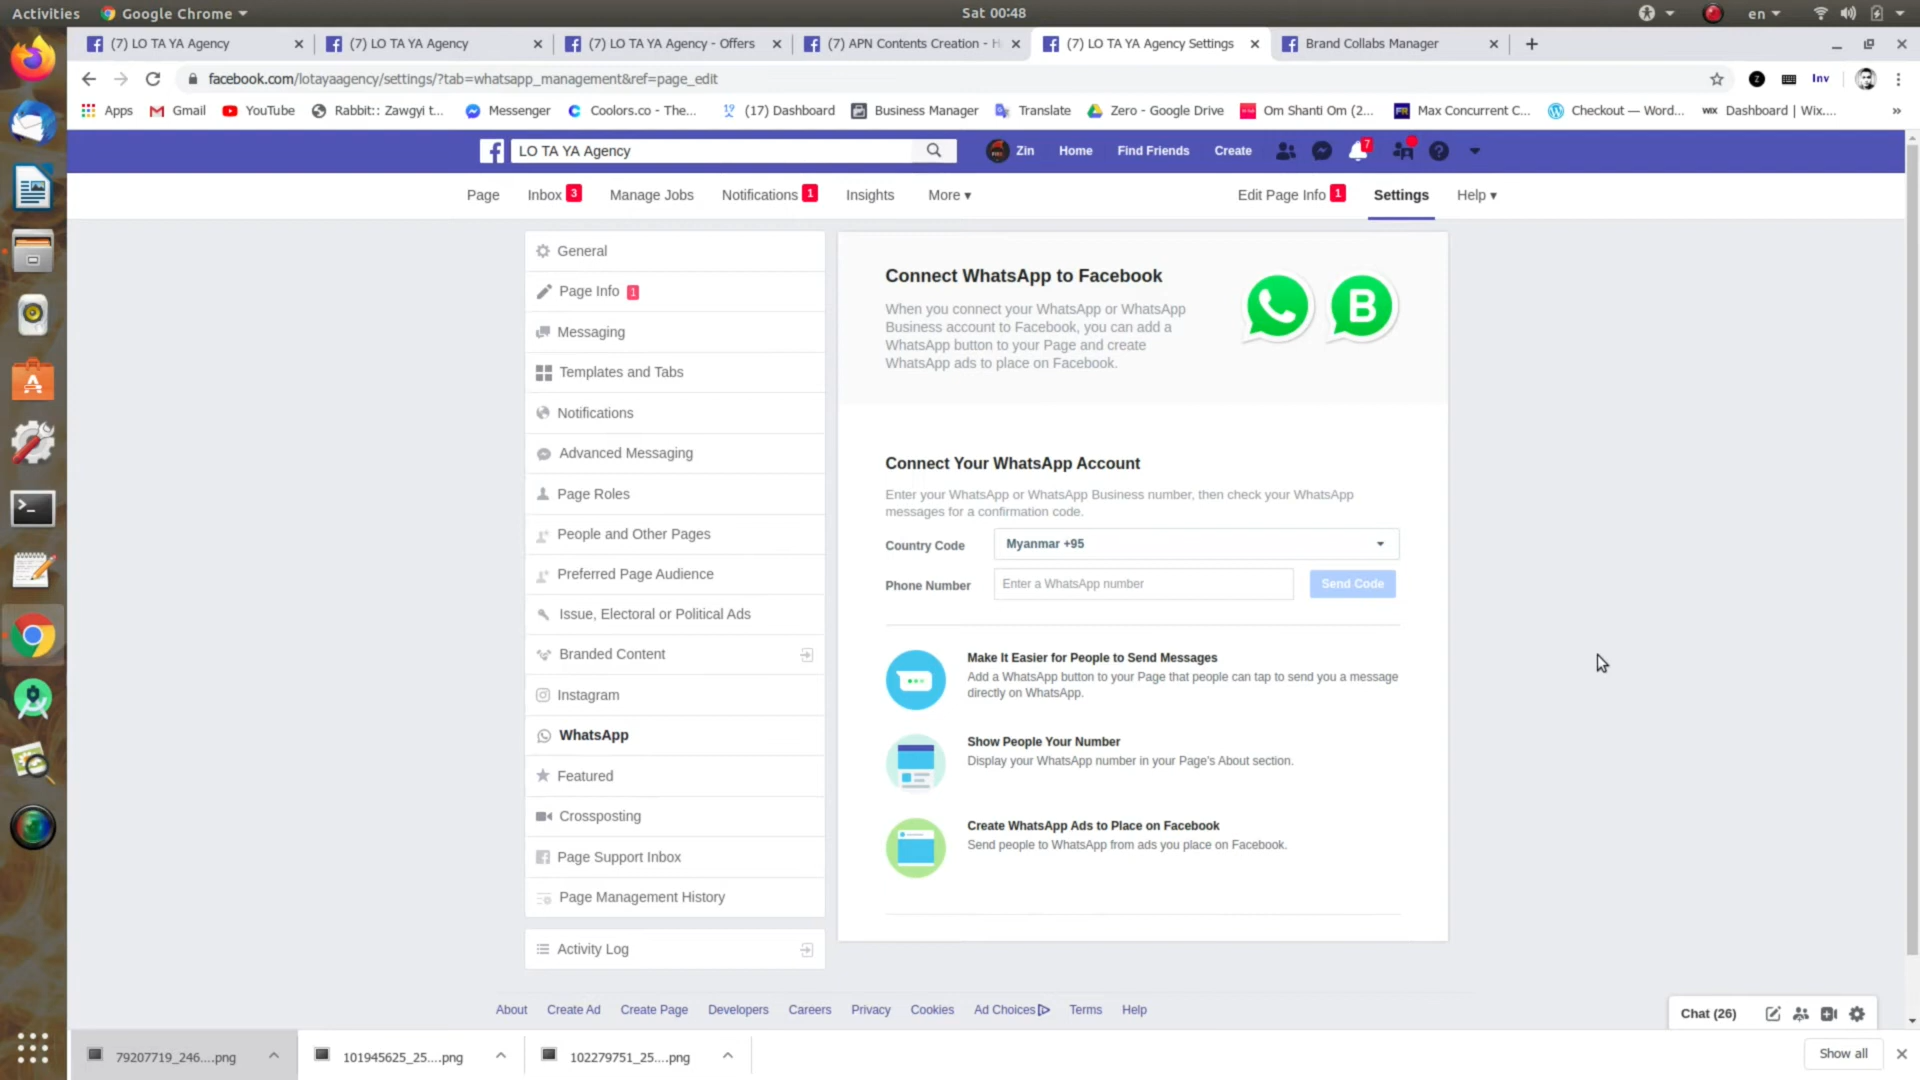 Activities
Google Chrome
Sat 00:48
en
(7) LO TA YA Agency
(7) LO TA YA Agency
(7) LO TA YA Agency - Offers
(7) APN Contents Creation - H
(7) LO TA YA Agency Settings
Brand Collabs Manager
facebook.com/lotayaagency/settings/?tab=whatsapp_management&ref=page_edit
Z
Inv
Apps
Gmail
YouTube
Rabbit:: Zawgyi t...
Messenger
Coolors.co - The...
(17) Dashboard
Business Manager
Translate
Zero - Google Drive
Om Shanti Om (2...
Max Concurrent C...
Checkout — Word...
WIX
Dashboard | Wix....
LO TA YA Agency
Zin
Home
Find Friends
Create
7
Page
Inbox 3
Manage Jobs
Notifications 1
Insights
More
Edit Page Info 1
Settings
Help
General
Page Info 1
Messaging
Templates and Tabs
Notifications
Advanced Messaging
Page Roles
People and Other Pages
Preferred Page Audience
Issue, Electoral or Political Ads
Branded Content
Instagram
WhatsApp
Featured
Crossposting
Page Support Inbox
Page Management History
Activity Log
Connect WhatsApp to Facebook
When you connect your WhatsApp or WhatsApp
Business account to Facebook, you can add a
WhatsApp button to your Page and create
WhatsApp ads to place on Facebook.
B
Connect Your WhatsApp Account
Enter your WhatsApp or WhatsApp Business number, then check your WhatsApp
messages for a confirmation code.
Country Code
Myanmar +95
Phone Number
Enter a WhatsApp number
Send Code
Make It Easier for People to Send Messages
Add a WhatsApp button to your Page that people can tap to send you a message
directly on WhatsApp.
Show People Your Number
Display your WhatsApp number in your Page's About section.
Create WhatsApp Ads to Place on Facebook
Send people to WhatsApp from ads you place on Facebook.
About
Create Ad
Create Page
Developers
Careers
Privacy
Cookies
Ad Choices
Terms
Help
Chat (26)
79207719_246....png
101945625_25....png
102279751_25....png
Show all